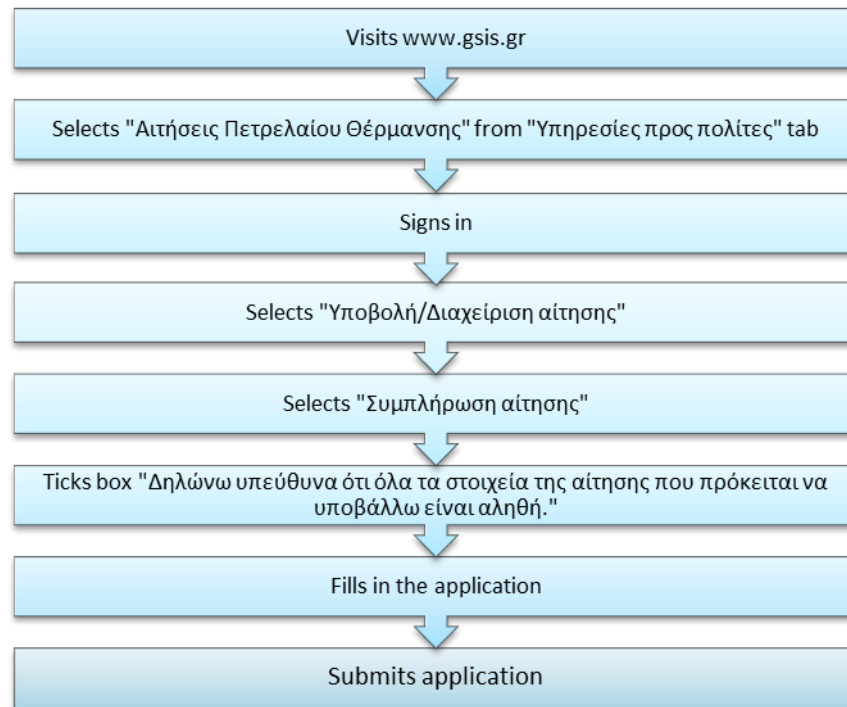 Visits www.gsis.gr
Selects "Αιτήσεις Πετρελαίου Θέρμανσης" from "Υπηρεσίες προς πολίτες" tab
Signs in
Selects "Υποβολή/Διαχείριση αίτησης"
Selects "Συμπλήρωση αίτησης"
Ticks box "Δηλώνω υπεύθυνα ότι όλα τα στοιχεία της αίτησης που πρόκειται να
υποβάλλω είναι αληθή."
Fills in the application
Submits application